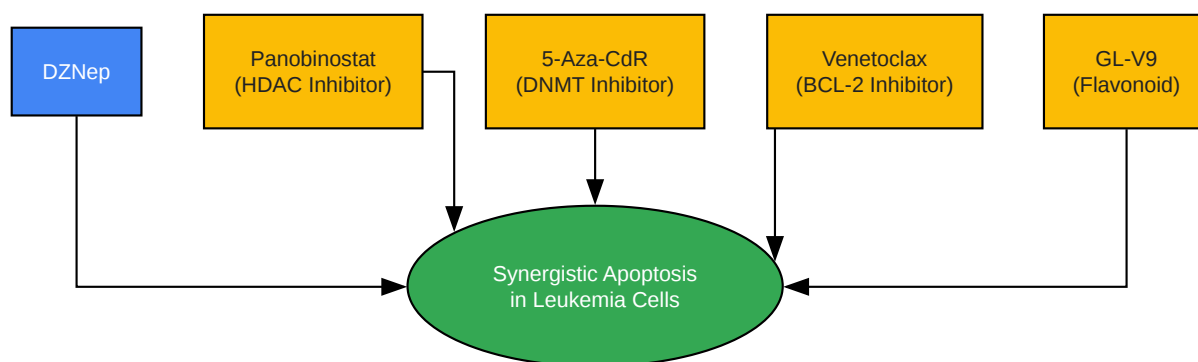 DZNep
Panobinostat
(HDAC Inhibitor)
5-Aza-CdR
(DNMT Inhibitor)
Venetoclax
(BCL-2 Inhibitor)
GL-V9
(Flavonoid)
Synergistic Apoptosis
in Leukemia Cells